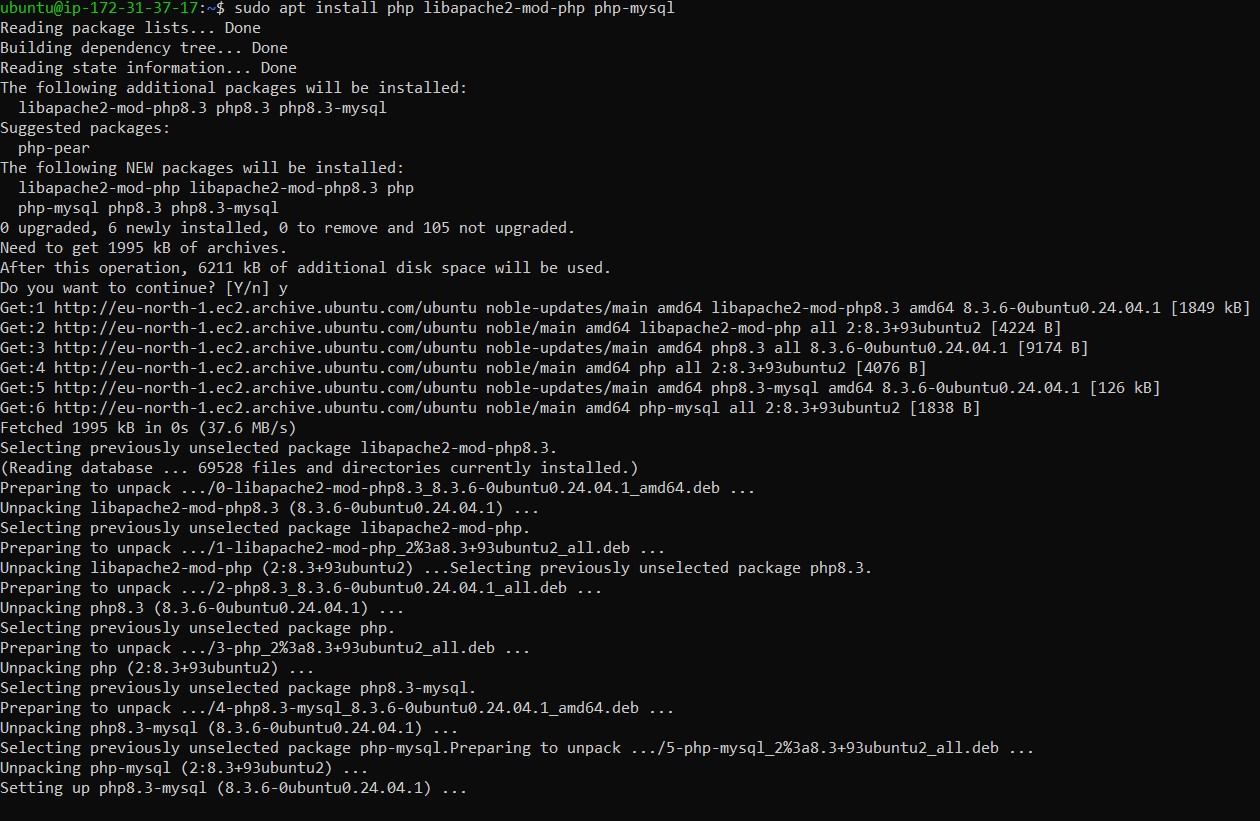 ubuntu@ip-172-31-37-17:~$ sudo apt install php libapache2-mod-php php-mysql
Reading package lists... Done
Building dependency tree... Done
Reading state information... Done
The following additional packages will be installed:
  libapache2-mod-php8.3 php8.3 php8.3-mysql
Suggested packages:
  php-pear
The following NEW packages will be installed:
  libapache2-mod-php libapache2-mod-php8.3 php
  php-mysql php8.3 php8.3-mysql
0 upgraded, 6 newly installed, 0 to remove and 105 not upgraded.
Need to get 1995 kB of archives.
After this operation, 6211 kB of additional disk space will be used.
Do you want to continue? [Y/n] y
Get:1 http://eu-north-1.ec2.archive.ubuntu.com/ubuntu noble-updates/main amd64 libapache2-mod-php8.3 amd64 8.3.6-0ubuntu0.24.04.1 [1849 kB]
Get:2 http://eu-north-1.ec2.archive.ubuntu.com/ubuntu noble/main amd64 libapache2-mod-php all 2:8.3+93ubuntu2 [4224 B]
Get:3 http://eu-north-1.ec2.archive.ubuntu.com/ubuntu noble-updates/main amd64 php8.3 all 8.3.6-0ubuntu0.24.04.1 [9174 B]
Get:4 http://eu-north-1.ec2.archive.ubuntu.com/ubuntu noble/main amd64 php all 2:8.3+93ubuntu2 [4076 B]
Get:5 http://eu-north-1.ec2.archive.ubuntu.com/ubuntu noble-updates/main amd64 php8.3-mysql amd64 8.3.6-0ubuntu0.24.04.1 [126 kB]
Get:6 http://eu-north-1.ec2.archive.ubuntu.com/ubuntu noble/main amd64 php-mysql all 2:8.3+93ubuntu2 [1838 B]
Fetched 1995 kB in 0s (37.6 MB/s)
Selecting previously unselected package libapache2-mod-php8.3.
(Reading database ... 69528 files and directories currently installed.)
Preparing to unpack .../0-libapache2-mod-php8.3_8.3.6-0ubuntu0.24.04.1_amd64.deb ...
Unpacking libapache2-mod-php8.3 (8.3.6-0ubuntu0.24.04.1) ...
Selecting previously unselected package libapache2-mod-php.
Preparing to unpack .../1-libapache2-mod-php_2%3a8.3+93ubuntu2_all.deb ...
Unpacking libapache2-mod-php (2:8.3+93ubuntu2) ...Selecting previously unselected package php8.3.
Preparing to unpack .../2-php8.3_8.3.6-0ubuntu0.24.04.1_all.deb ...
Unpacking php8.3 (8.3.6-0ubuntu0.24.04.1) ...
Selecting previously unselected package php.
Preparing to unpack .../3-php_2%3a8.3+93ubuntu2_all.deb ...
Unpacking php (2:8.3+93ubuntu2) ...
Selecting previously unselected package php8.3-mysql.
Preparing to unpack .../4-php8.3-mysql_8.3.6-0ubuntu0.24.04.1_amd64.deb ...
Unpacking php8.3-mysql (8.3.6-0ubuntu0.24.04.1) ...
Selecting previously unselected package php-mysql.Preparing to unpack .../5-php-mysql_2%3a8.3+93ubuntu2_all.deb ...
Unpacking php-mysql (2:8.3+93ubuntu2) ...
Setting up php8.3-mysql (8.3.6-0ubuntu0.24.04.1) ...